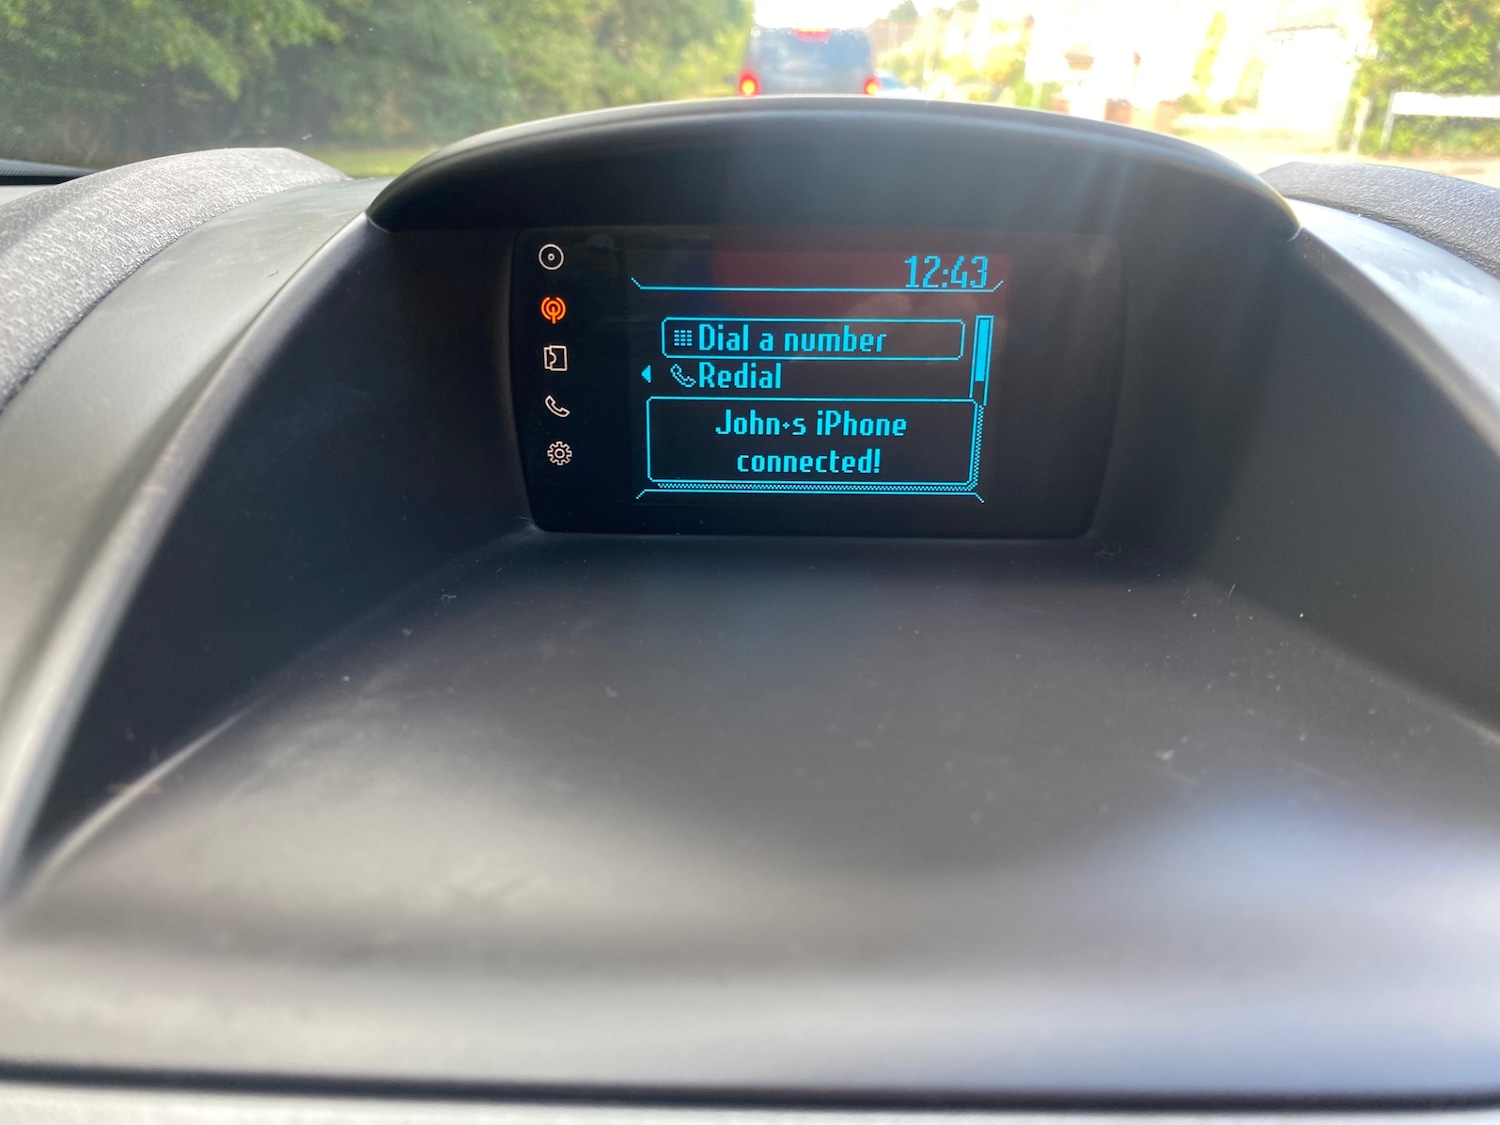 12:43
Dial a number
Redial
John•s iPhone
connected!